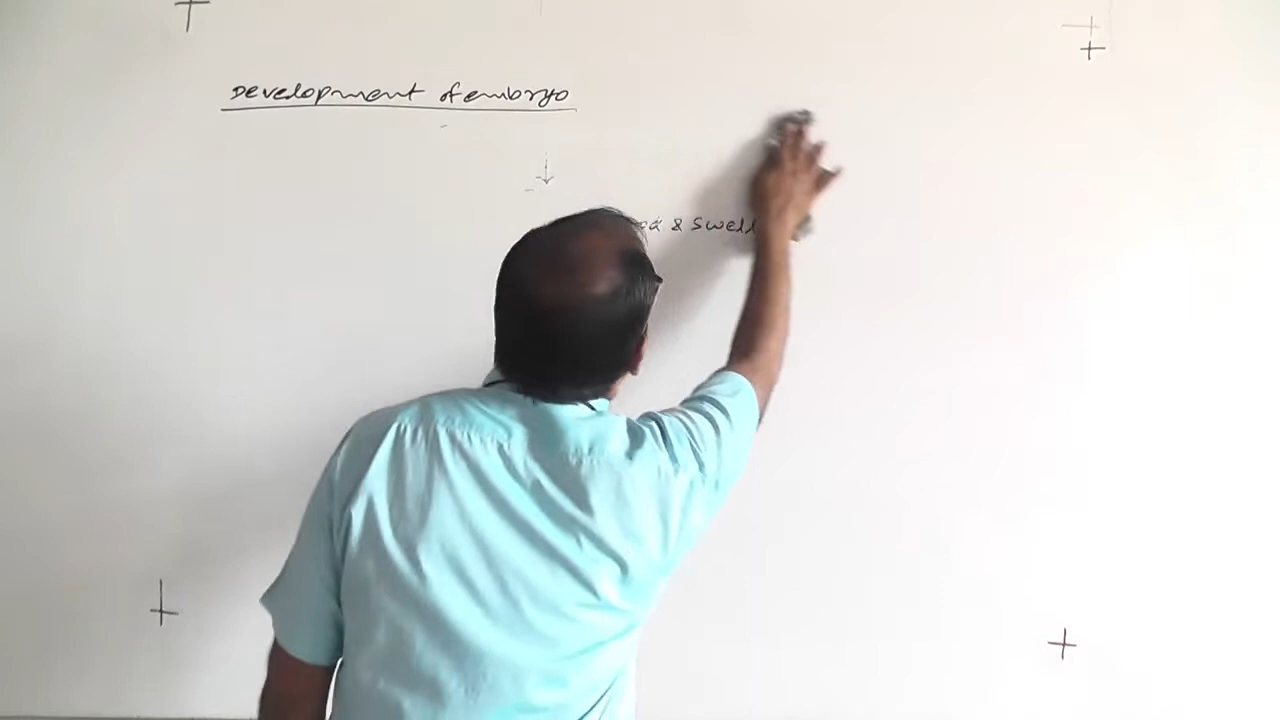 Development of embryo
↓
& swell